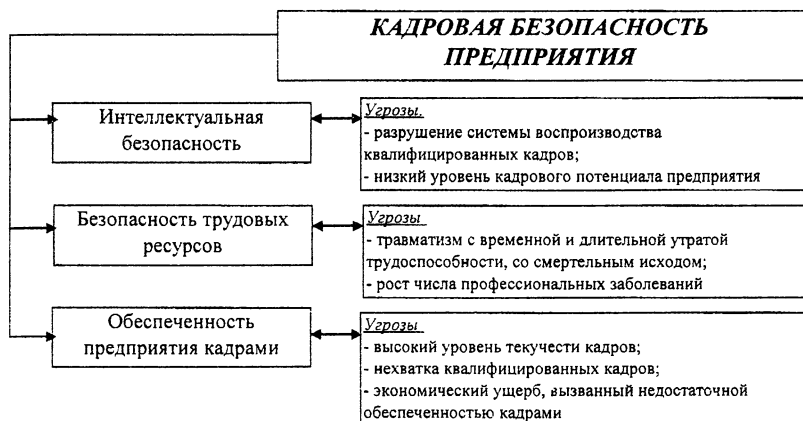 КАДРОВАЯ БЕЗОПАСНОСТЬ
ПРЕДПРИЯТИЯ
Интеллектуальная
безопасность
Угрозы.
- разрушение системы воспроизводства
квалифицированных кадров;
- низкий уровень кадрового потенциала предприятия
Безопасность трудовых
ресурсов
Угрозы
- травматизм с временной и длительной утратой
трудоспособности, со смертельным исходом;
- рост числа профессиональных заболеваний
Обеспеченность
предприятия кадрами
Угрозы
- высокий уровень текучести кадров;
- нехватка квалифицированных кадров;
- экономический ущерб, вызванный недостаточной
обеспеченностью кадрами